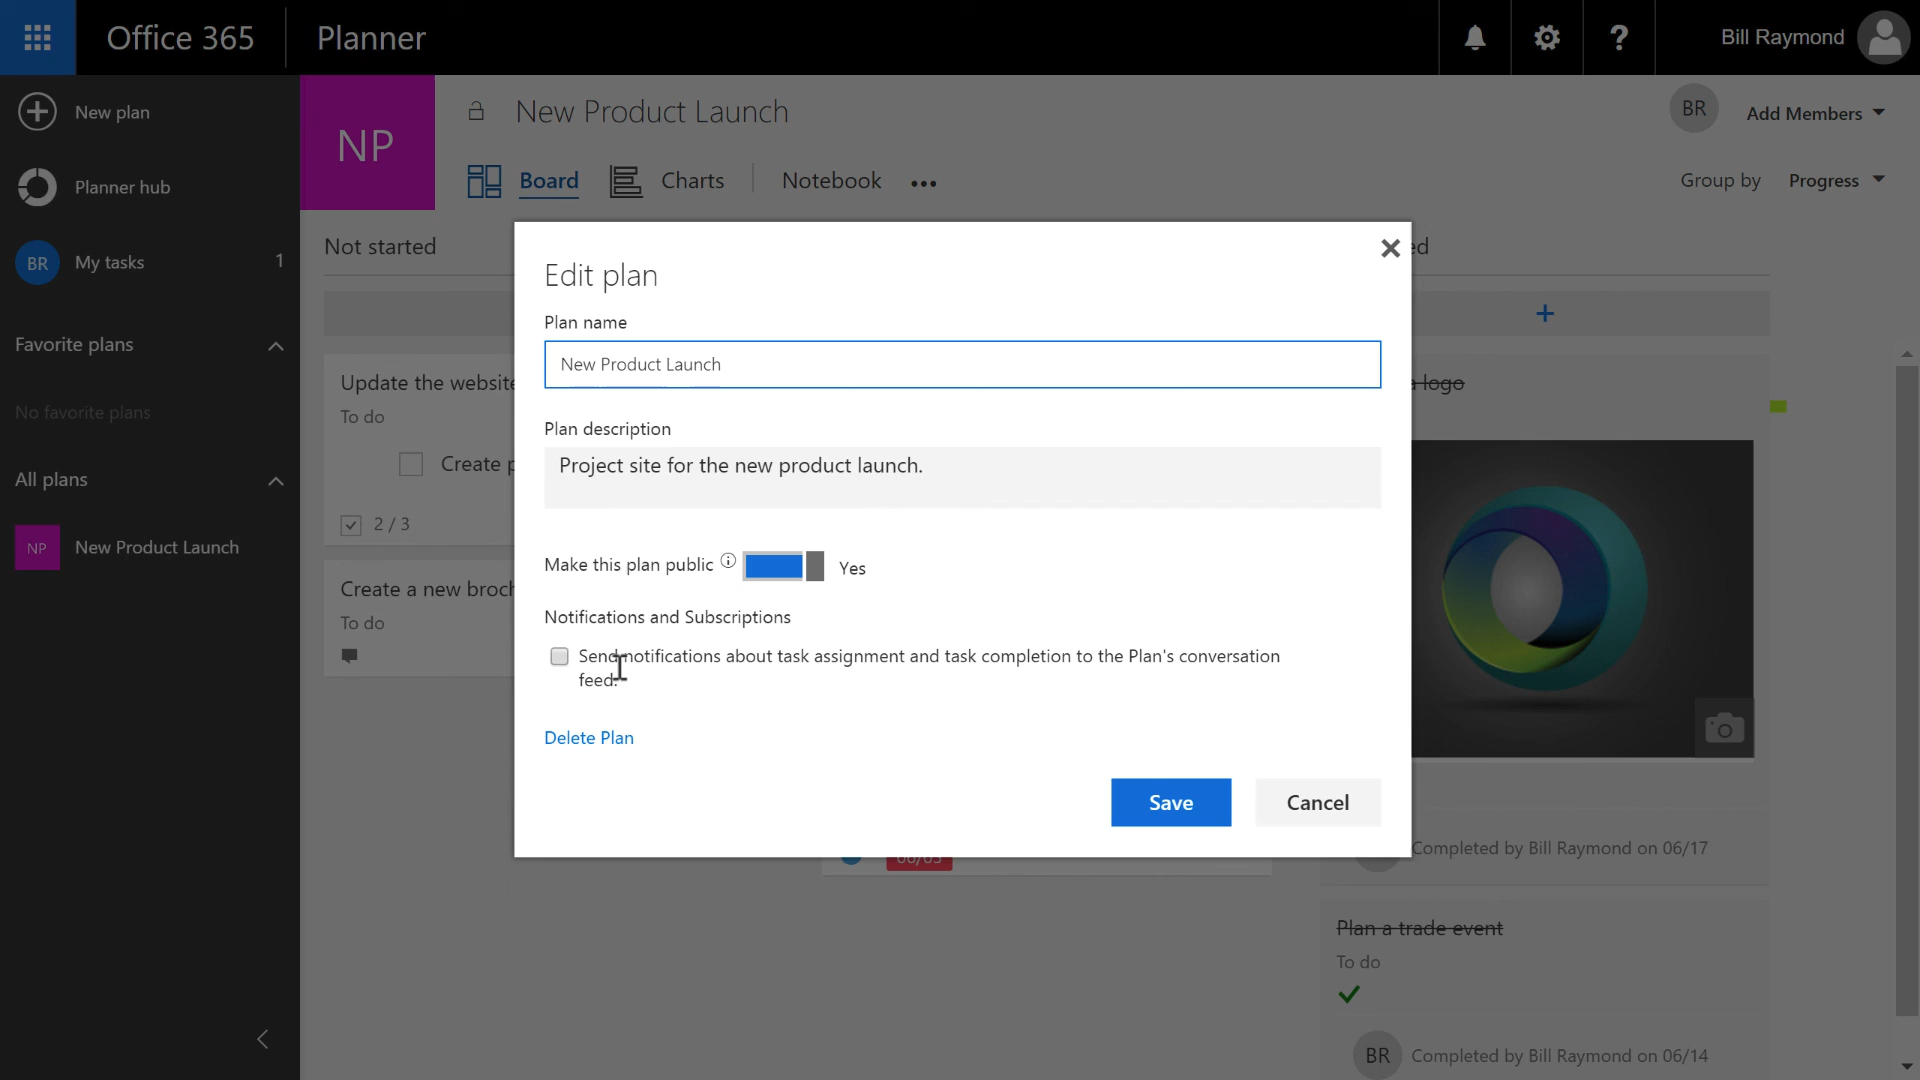 Office 365
Planner
Bill Raymond
New plan
NP
New Product Launch
BR
Add Members
Planner hub
Board
Charts
Notebook
Group by
Progress
BR
My tasks
1
Not started
ed
Favorite plans
No favorite plans
All plans
NP
New Product Launch
Update the website
To do
Create p
2 / 3
Create a new broch
To do
Edit plan
Plan name
New Product Launch
Plan description
Project site for the new product launch.
Make this plan public
Yes
Notifications and Subscriptions
Send notifications about task assignment and task completion to the Plan's conversation
feed.
Delete Plan
Save
Cancel
a logo
Completed by Bill Raymond on 06/17
Plan a trade event
To do
BR
Completed by Bill Raymond on 06/14